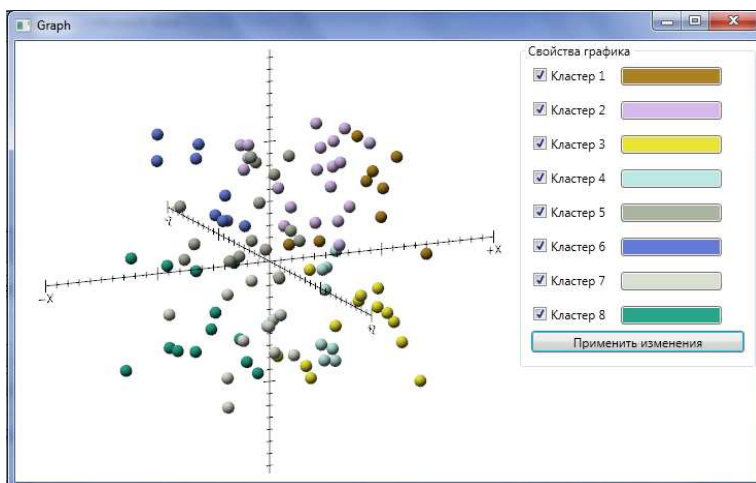 Graph
Свойства графика
Кластер 1
Кластер 2
Кластер 3
Кластер 4
Кластер 5
Кластер 6
Кластер 7
Кластер 8
Применить изменения
+X
−X